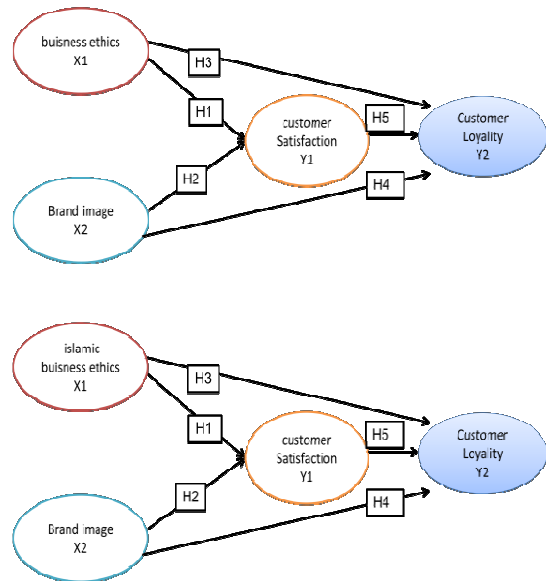 buisness ethics
X1
H3
H1
customer
Satisfaction
Y1
H5
Customer
Loyality
Y2
H2
H4
Brand image
X2
islamic
buisness ethics
X1
H3
H1
customer
Satisfaction
Y1
H5
Customer
Loyality
Y2
H2
H4
Brand image
X2